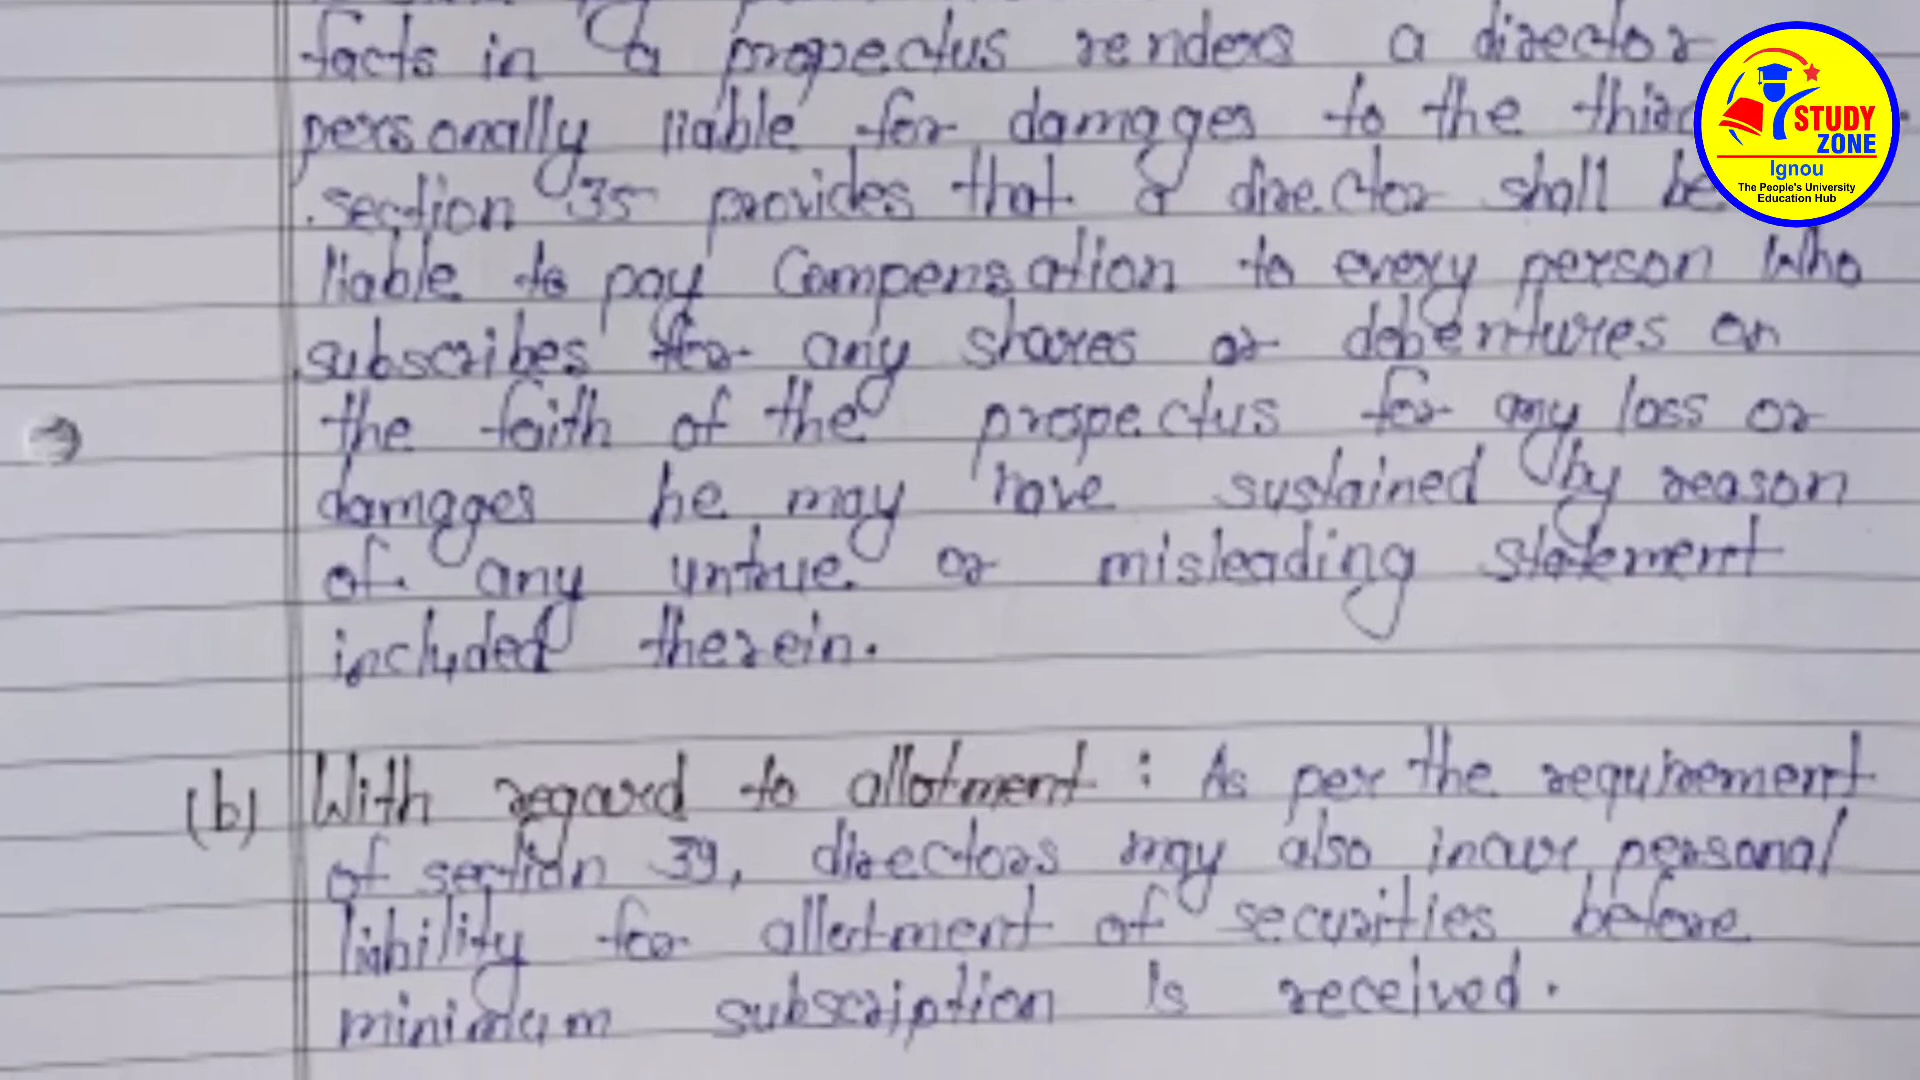 facts in a propectus renders a director
personally liable for damages to the third
section 35 provides that a director shall be
liable to pay Compensation to every person who
subscribes for any shares or debentures on
the faith of the prospectus for any loss or
damages he may have sustained by reason
of any untrue or misleading statement
included therein.
(b) With regard to allotment : As per the requirement
of section 39, directors may also incur personal
liability for allotment of securities before
minimum subscription is received.
STUDY
ZONE
Ignou
The People's University
Education Hub